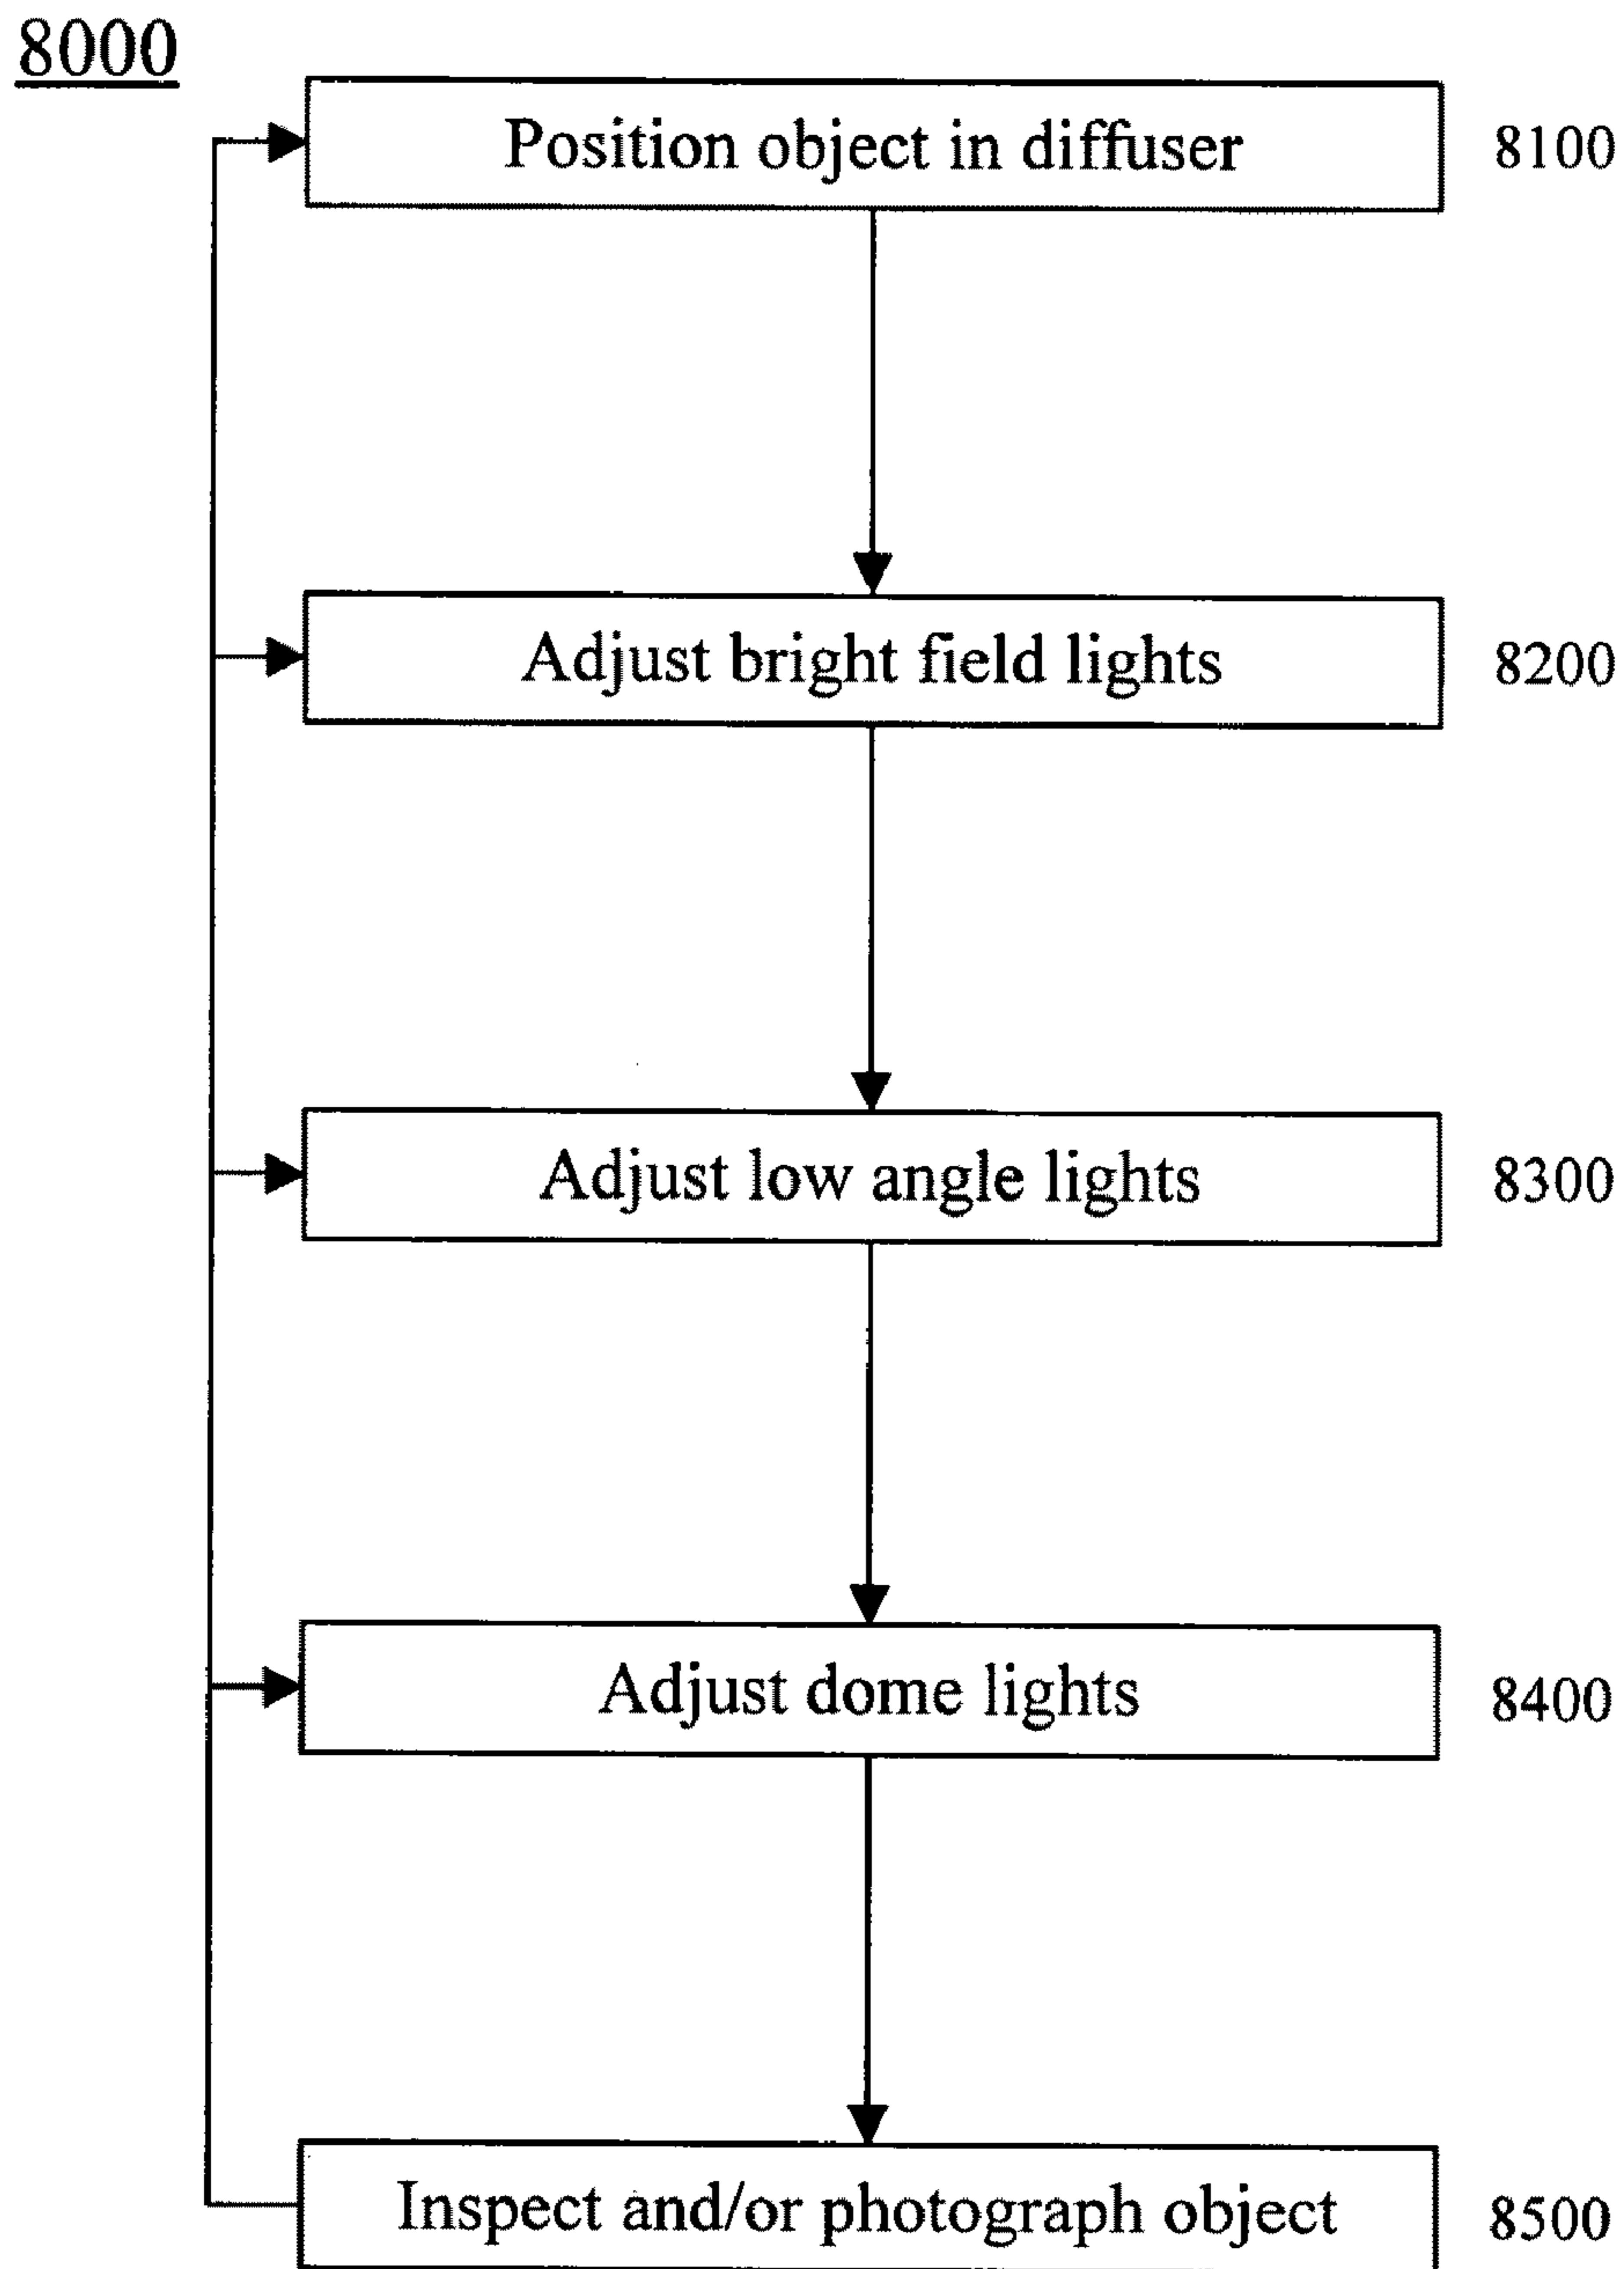 8000
Position object in diffuser 8100
Adjust bright field lights 8200
Adjust low angle lights 8300
Adjust dome lights 8400
Inspect and/or photograph object 8500